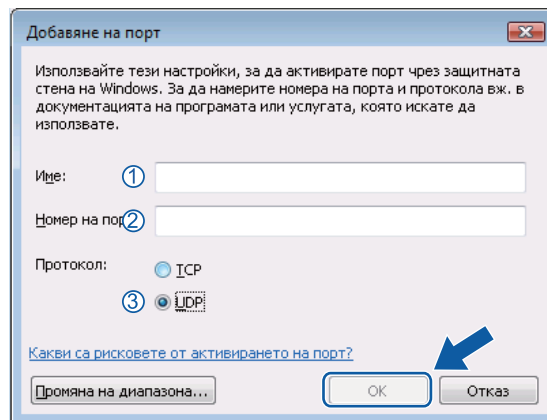 Добавяне на порт
Използвайте тези настройки, за да активирате порт чрез защитната
стена на Windows. За да намерите номера на порта и протокола вж. в
документацията на програмата или услугата, която искате да
използвате.
Име: 1
Номер на пор 2
Протокол: TCP
3 UDP
Какви са рисковете от активирането на порт?
Промяна на диапазона... OK Отказ